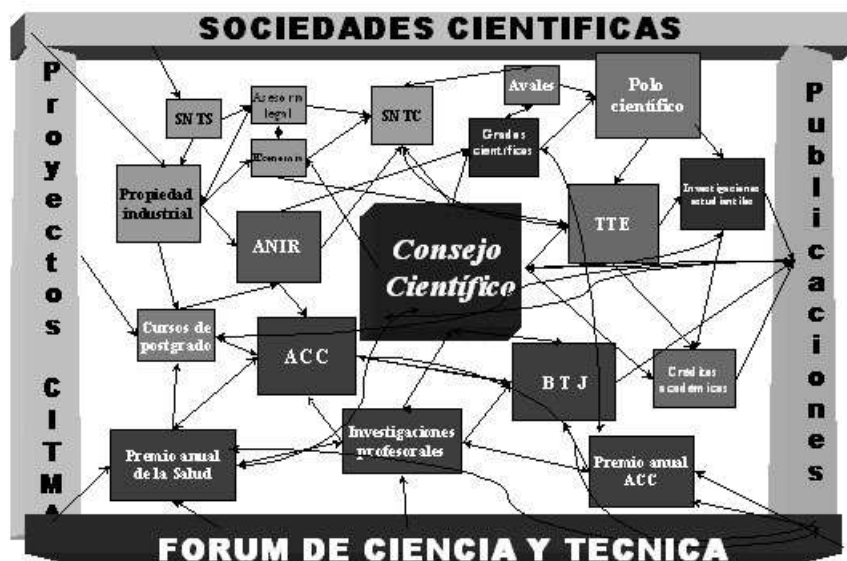 SOCIEDADES CIENTIFICAS
Proyectos CITMA
Publicaciones
SNTS
Asesoria
legal
Economia
SNTC
Avales
Polo
científico
Grados
científicos
Propiedad
industrial
ANIR
Consejo
Científico
TTE
Investigaciones
estudiantiles
Cursos de
postgrado
ACC
BTJ
Créditos
académicos
Premio anual
de la Salud
Investigaciones
profesorales
Premio anual
ACC
FORUM DE CIENCIA Y TECNICA